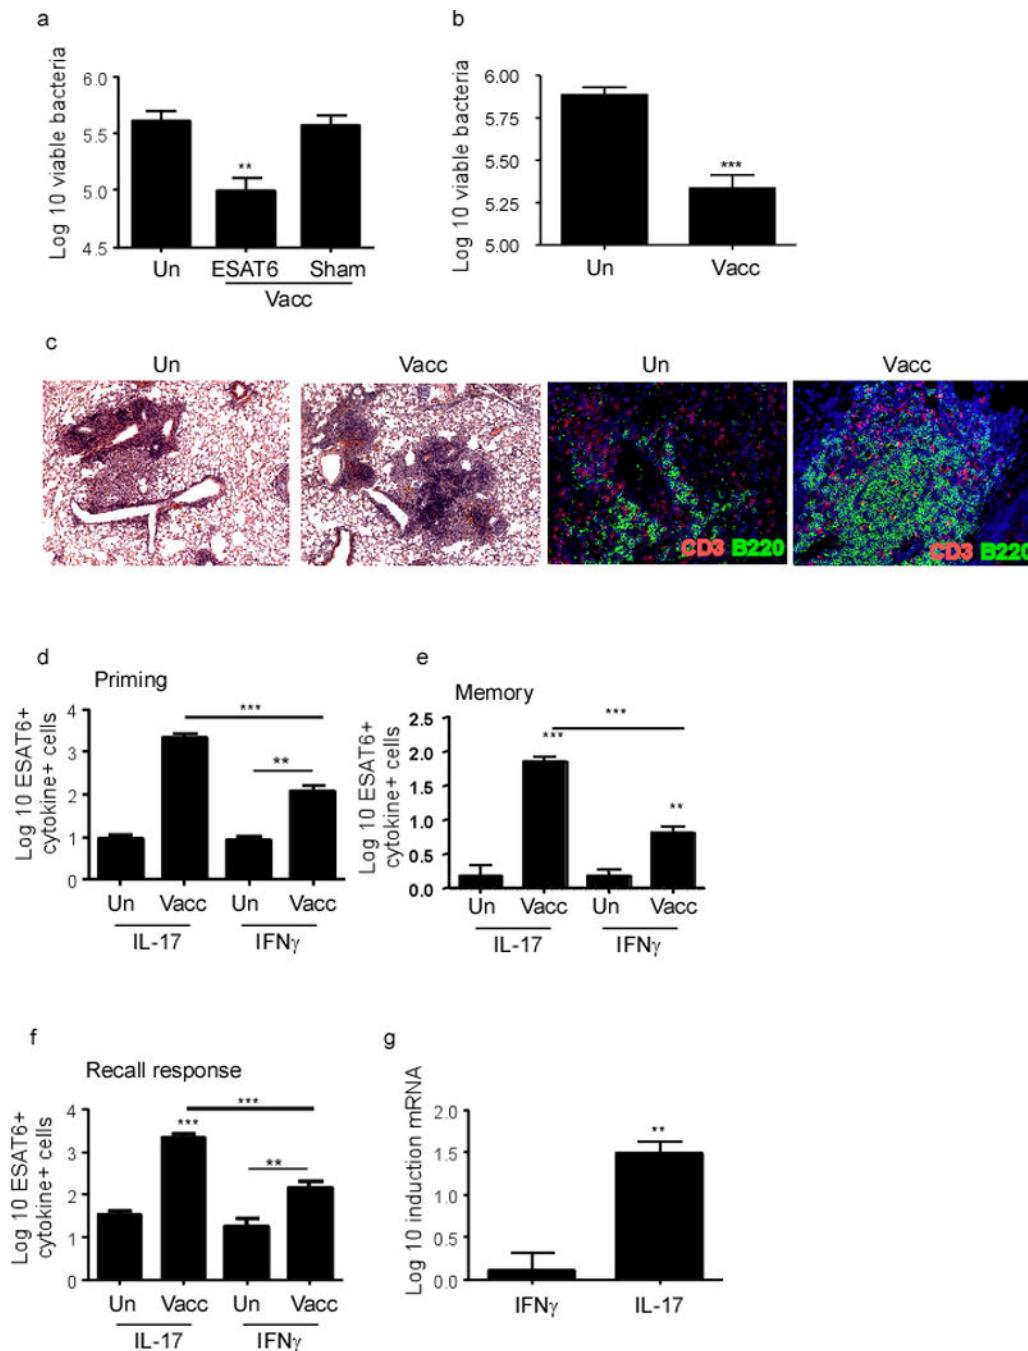 a
Log 10 viable bacteria
6.0
5.5
5.0
4.5
**
Un ESAT6 Sham
Vacc
b
Log 10 viable bacteria
6.00
5.75
5.50
5.25
5.00
***
Un Vacc
c
Un Vacc Un Vacc
CD3 B220 CD3 B220
d
Priming
Log 10 ESAT6+
cytokine+ cells
4
3
2
1
0
***
**
Un Vacc Un Vacc
IL-17 IFNγ
e
Memory
Log 10 ESAT6+
cytokine+ cells
2.5
2.0
1.5
1.0
0.5
0.0
***
***
**
Un Vacc Un Vacc
IL-17 IFNγ
f
Recall response
Log 10 ESAT6+
cytokine+ cells
4
3
2
1
0
***
***
**
Un Vacc Un Vacc
IL-17 IFNγ
g
Log 10 induction mRNA
2.0
1.5
1.0
0.5
0.0
**
IFNγ IL-17